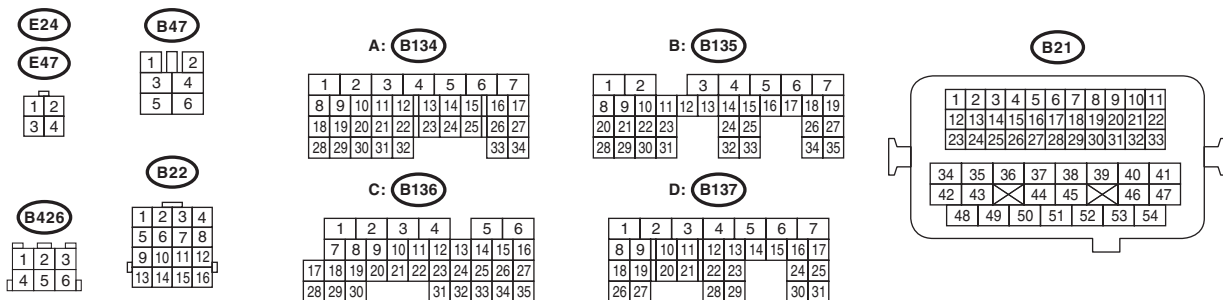 E24
E47
1 2
3 4
B47
1 2
3 4
5 6
B426
1 2 3
4 5 6
B22
1 2 3 4
5 6 7 8
9 10 11 12
13 14 15 16
A: B134
1 2 3 4 5 6 7
8 9 10 11 12 13 14 15 16 17
18 19 20 21 22 23 24 25 26 27
28 29 30 31 32 33 34
C: B136
1 2 3 4 5 6
7 8 9 10 11 12 13 14 15 16
17 18 19 20 21 22 23 24 25 26 27
28 29 30 31 32 33 34 35
B: B135
1 2 3 4 5 6 7
8 9 10 11 12 13 14 15 16 17 18 19
20 21 22 23 24 25 26 27
28 29 30 31 32 33 34 35
D: B137
1 2 3 4 5 6 7
8 9 10 11 12 13 14 15 16 17
18 19 20 21 22 23 24 25
26 27 28 29 30 31
B21
1 2 3 4 5 6 7 8 9 10 11
12 13 14 15 16 17 18 19 20 21 22
23 24 25 26 27 28 29 30 31 32 33
34 35 36 37 38 39 40 41
42 43 44 45 46 47
48 49 50 51 52 53 54